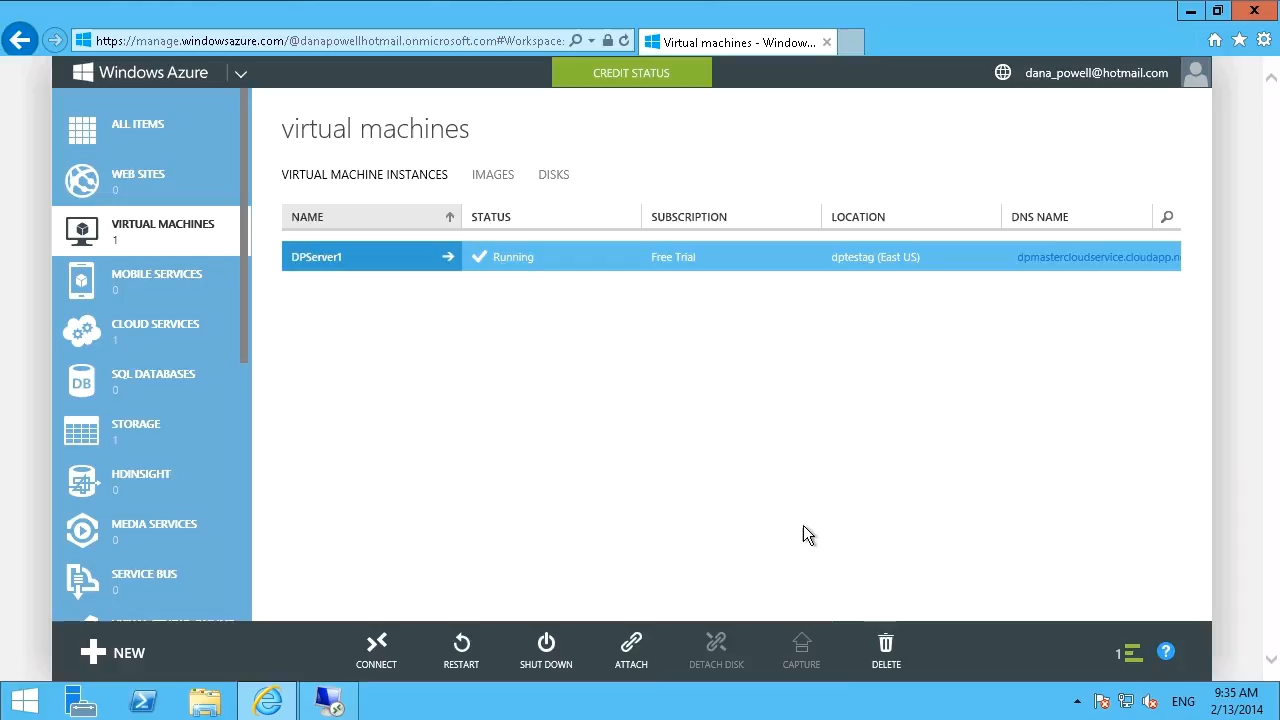 https://manage.windowsazure.com/@danapowellhotmail.onmicrosoft.com#Workspace:
Virtual machines - Window...
Windows Azure
CREDIT STATUS
dana_powell@hotmail.com
ALL ITEMS
WEB SITES
0
VIRTUAL MACHINES
1
MOBILE SERVICES
0
CLOUD SERVICES
1
SQL DATABASES
0
DB
STORAGE
1
HDINSIGHT
0
MEDIA SERVICES
0
SERVICE BUS
0
virtual machines
VIRTUAL MACHINE INSTANCES IMAGES DISKS
NAME STATUS SUBSCRIPTION LOCATION DNS NAME
DPServer1 Running Free Trial dptestag (East US) dpmastercloudservice.cloudapp.n
NEW
CONNECT RESTART SHUT DOWN ATTACH DETACH DISK CAPTURE DELETE
1
?
ENG
9:35 AM
2/13/2014